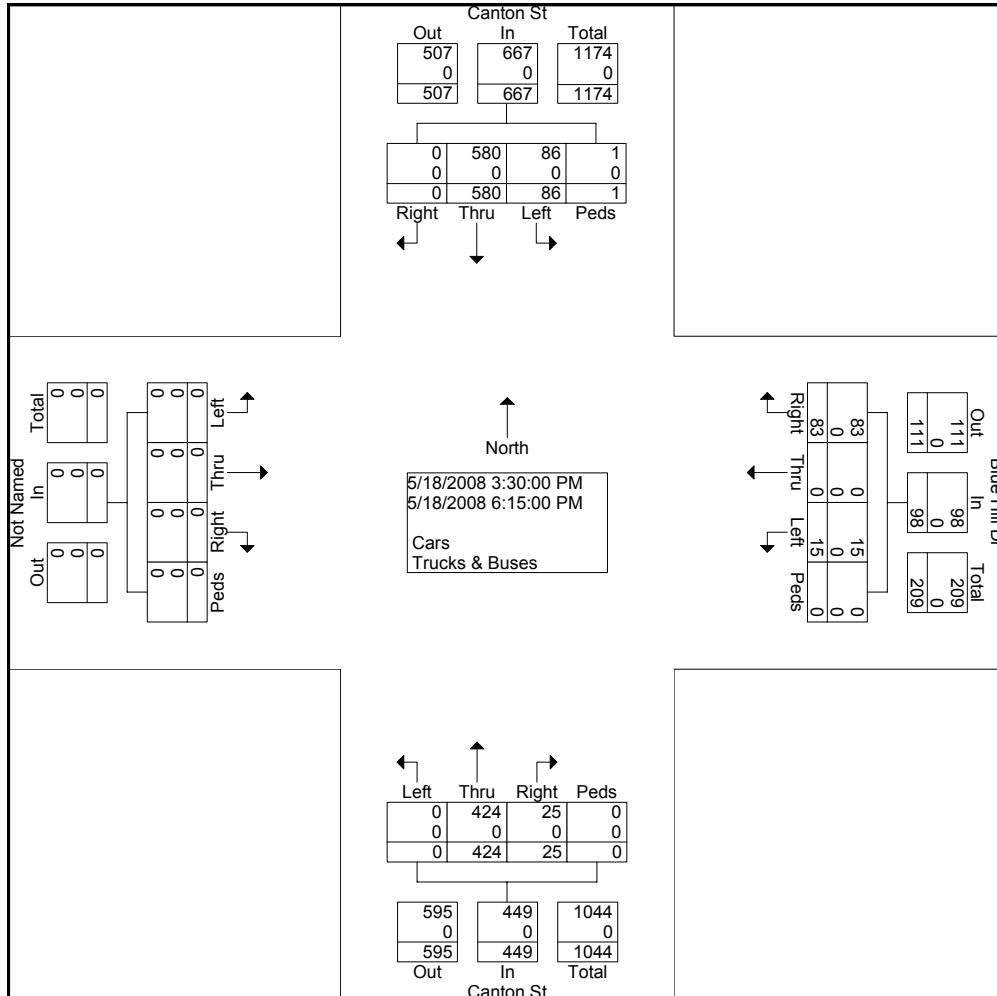 Canton St
Out In Total
507 667 1174
0 0 0
507 667 1174
0 580 86 1
0 0 0 0
0 580 86 1
Right Thru Left Peds
Not Named
Total In Out
0 0 0
0 0 0
0 0 0
Left Thru Right Peds
0 0 0 0
0 0 0 0
0 0 0 0
North
5/18/2008 3:30:00 PM
5/18/2008 6:15:00 PM
Cars
Trucks & Buses
Right Thru Left Peds
83 0 15 0
0 0 0 0
83 0 15 0
Blue Hill Dr
Out In Total
111 98 209
0 0 0
111 98 209
Left Thru Right Peds
0 424 25 0
0 0 0 0
0 424 25 0
595 449 1044
0 0 0
595 449 1044
Out In Total
Canton St